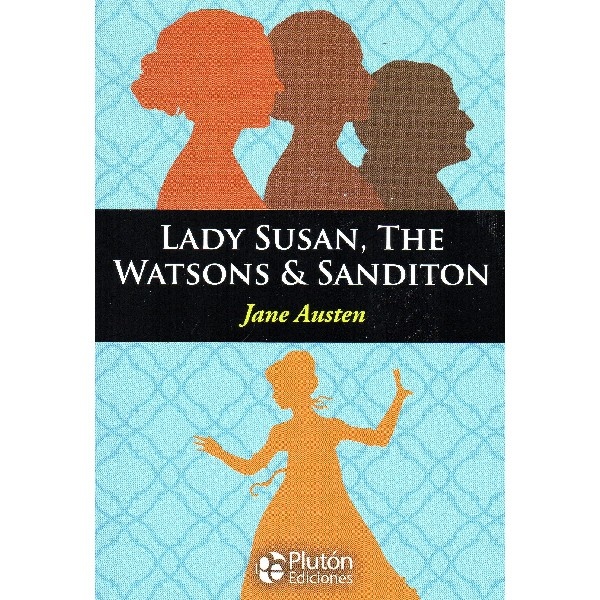 LADY SUSAN, THE
WATSONS & SANDITON
Jane Austen
Plutón
Ediciones